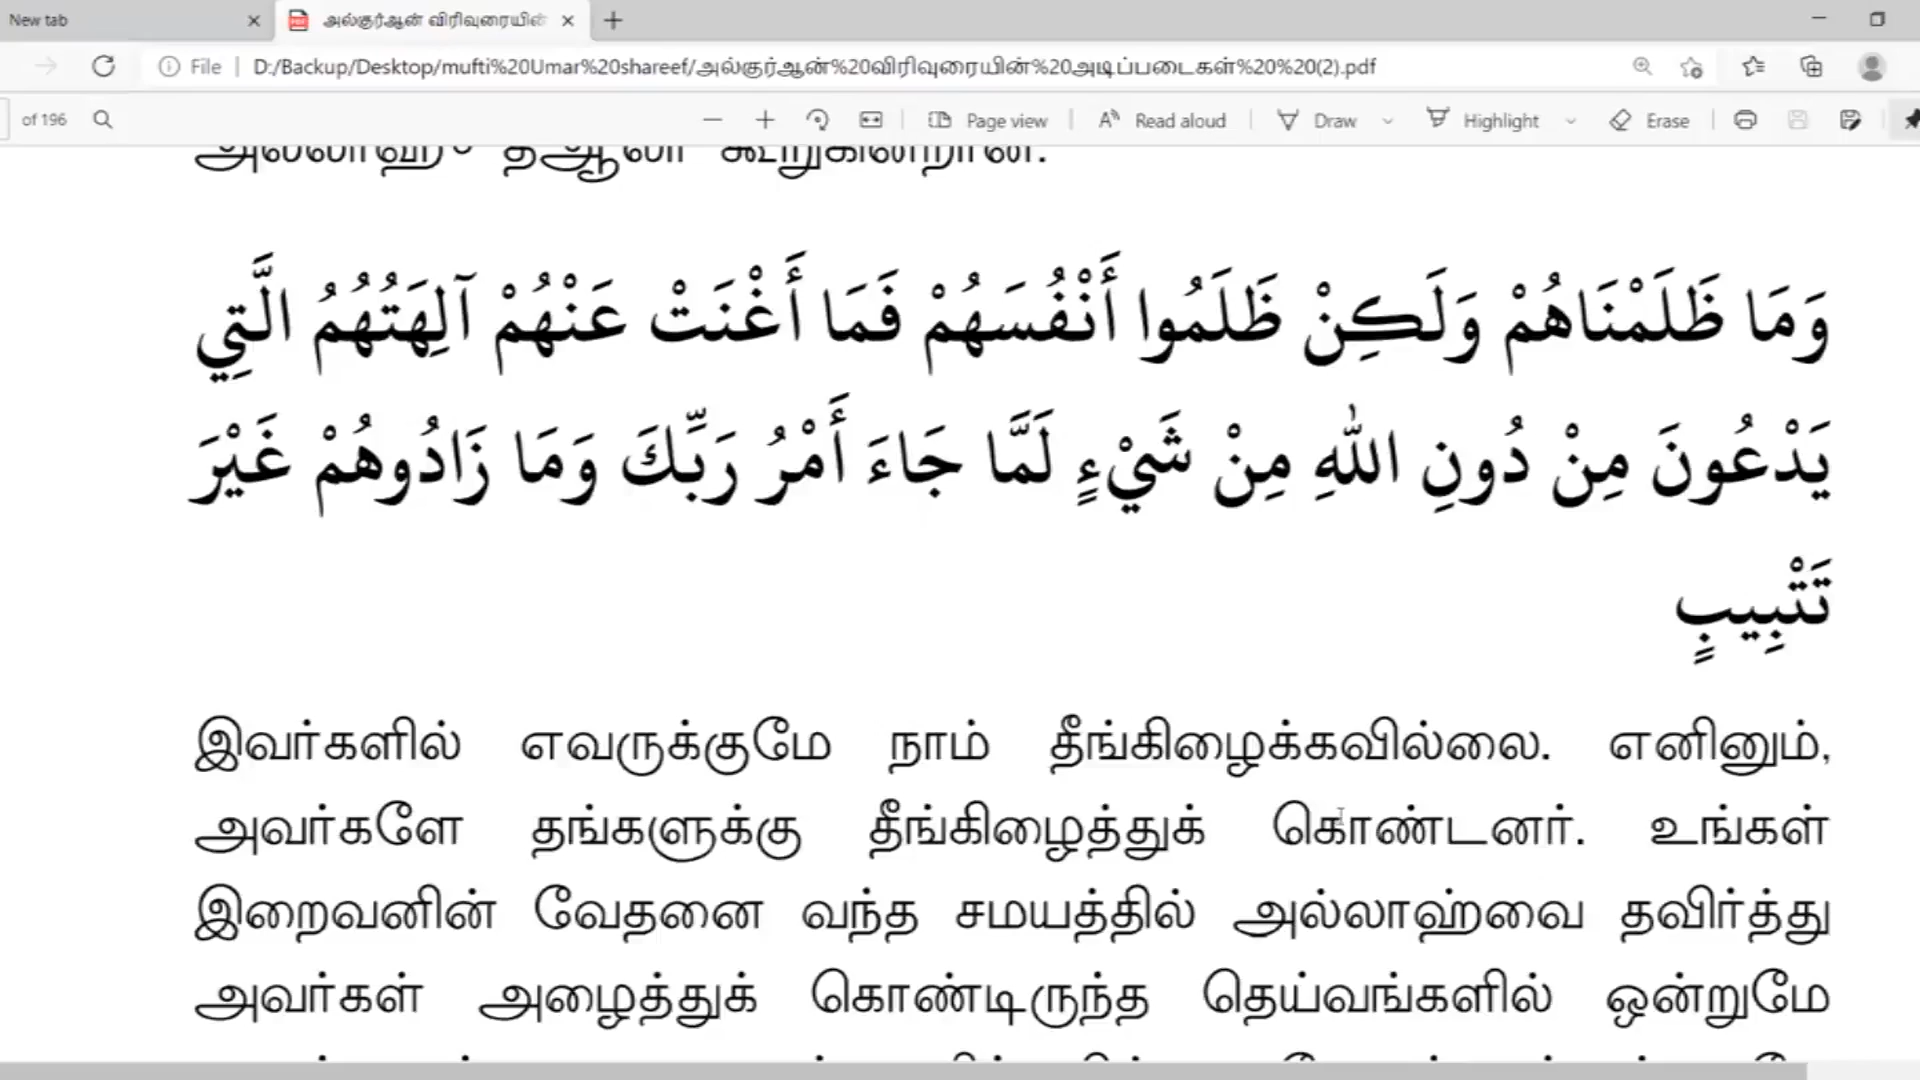 New tab
அல்குர்ஆன் விரிவுரையின்
File D:/Backup/Desktop/mufti%20Umar%20shareef/அல்குர்ஆன்%20விரிவுரையின்%20அடிப்படைகள்%20%20(2).pdf
of 196 Page view Read aloud Draw Highlight Erase
அல்லாஹு தஆலா கூறுகின்றான்.
وَمَا ظَلَمْنَاهُمْ وَلَكِنْ ظَلَمُوا أَنْفُسَهُمْ فَمَا أَغْنَتْ عَنْهُمْ آلِهَتُهُمُ الَّتِي
يَدْعُونَ مِنْ دُونِ اللَّهِ مِنْ شَيْءٍ لَمَّا جَاءَ أَمْرُ رَبِّكَ وَمَا زَادُوهُمْ غَيْرَ
تَتْبِيبٍ
இவர்களில் எவருக்குமே நாம் தீங்கிழைக்கவில்லை. எனினும்,
அவர்களே தங்களுக்கு தீங்கிழைத்துக் கொண்டனர். உங்கள்
இறைவனின் வேதனை வந்த சமயத்தில் அல்லாஹ்வை தவிர்த்து
அவர்கள் அழைத்துக் கொண்டிருந்த தெய்வங்களில் ஒன்றுமே